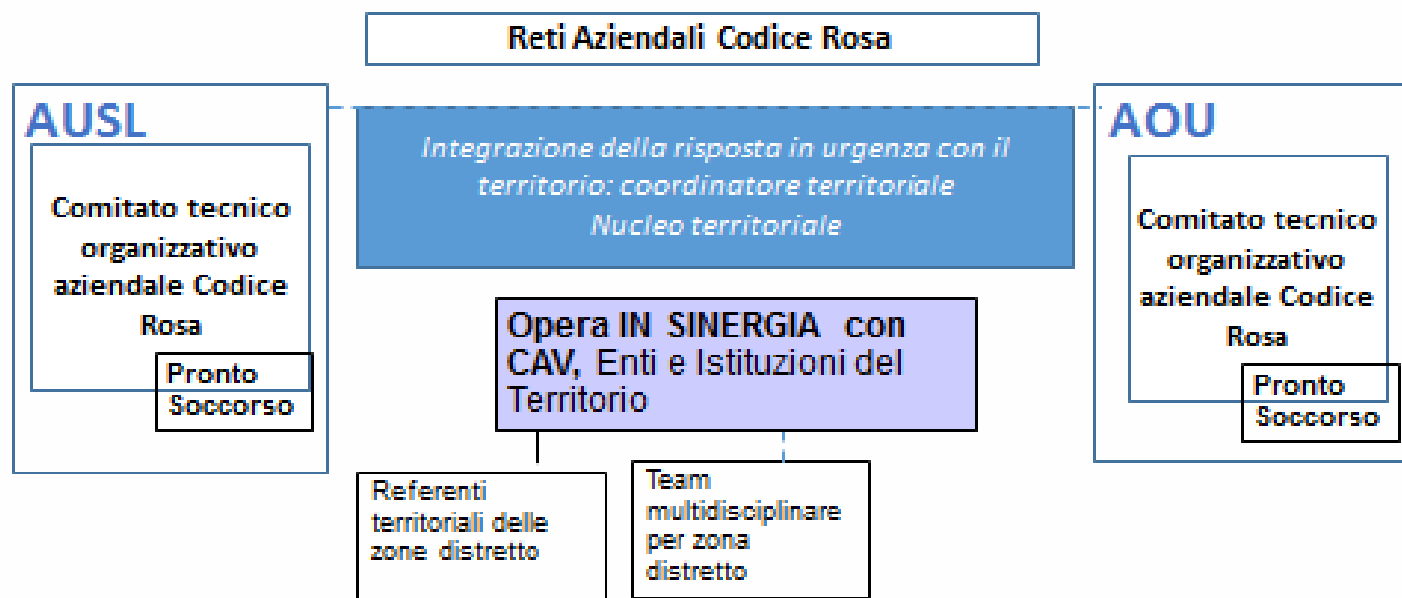 Reti Aziendali Codice Rosa
AUSL
Comitato tecnico
organizzativo
aziendale Codice
Rosa
Pronto
Soccorso
Integrazione della risposta in urgenza con il
territorio: coordinatore territoriale
Nucleo territoriale
Opera IN SINERGIA con
CAV, Enti e Istituzioni del
Territorio
Referenti
territoriali delle
zone distretto
Team
multidisciplinare
per zona
distretto
AOU
Comitato tecnico
organizzativo
aziendale Codice
Rosa
Pronto
Soccorso